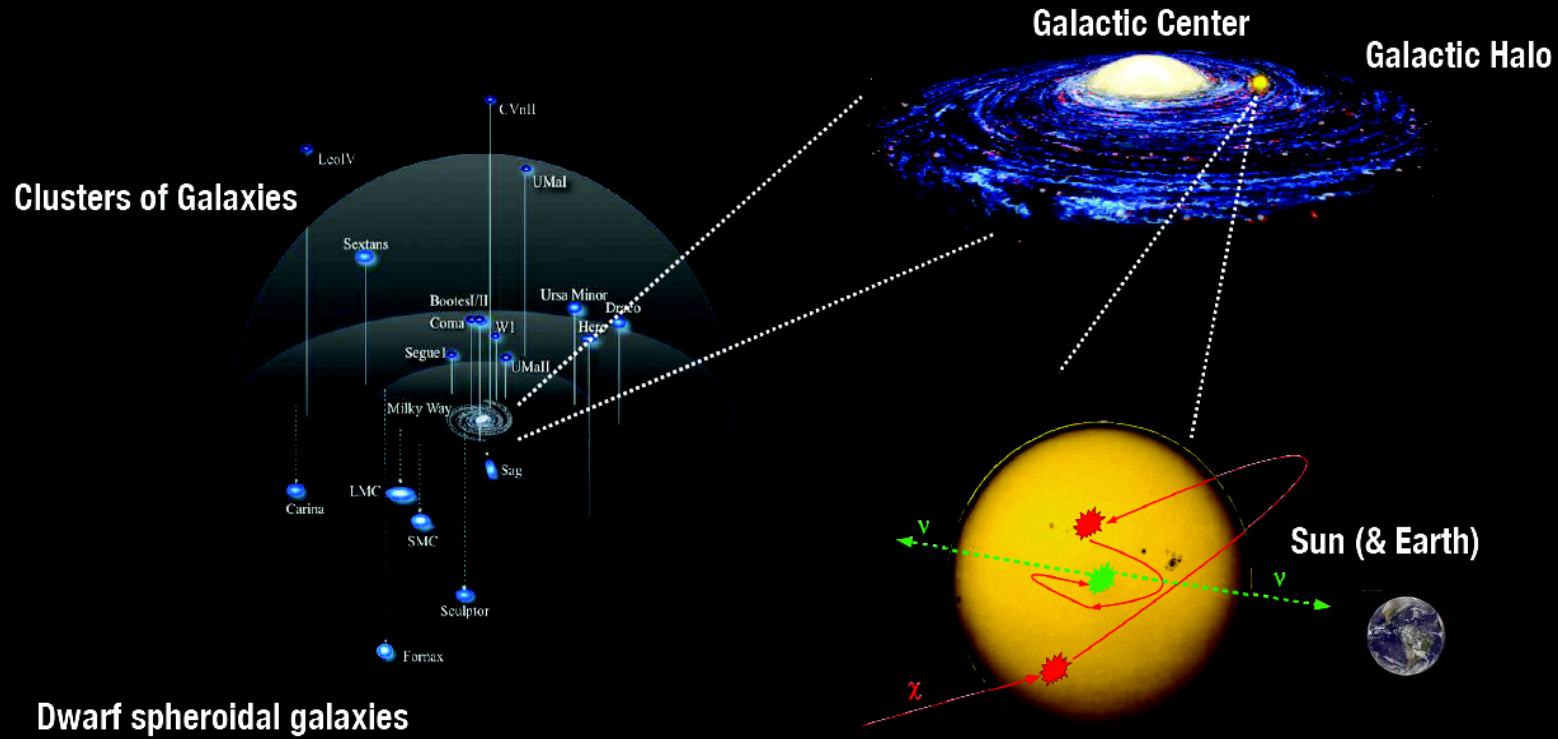 Galactic Center
Galactic Halo
CVnII
LeoIV
UMaI
Clusters of Galaxies
Sextans
BootesI/II
Ursa Minor
Draco
Coma
W1
Herc
SegueI
UMaII
Milky Way
Sag
LMC
Carina
SMC
ν
Sun (& Earth)
ν
Sculptor
Fornax
χ
Dwarf spheroidal galaxies